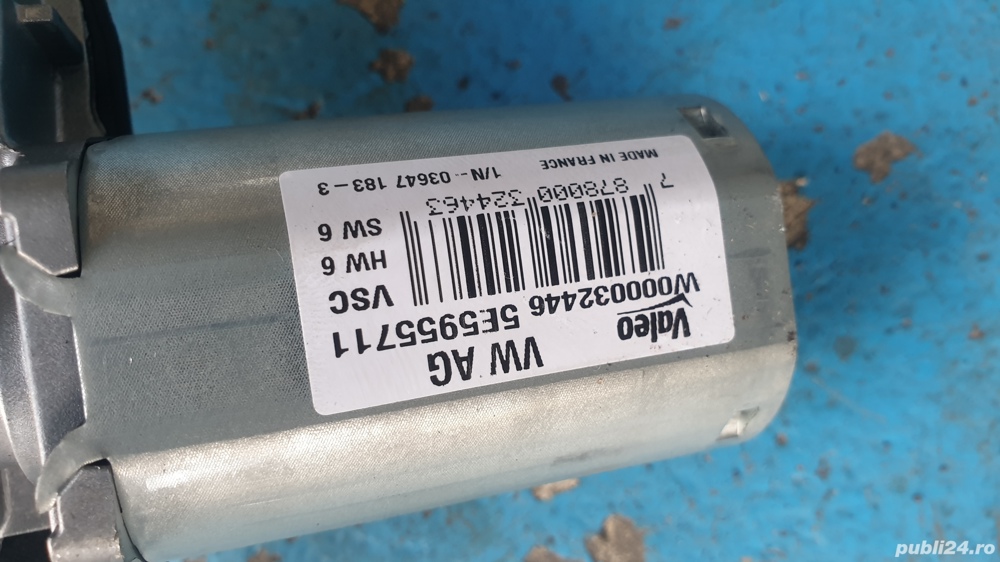 VW AG
Valeo
5E5955711
W000032446
VSC
HW 6
SW 6
7 878000 324463
1/N-- 03647 183-3
MADE IN FRANCE
publi24.ro